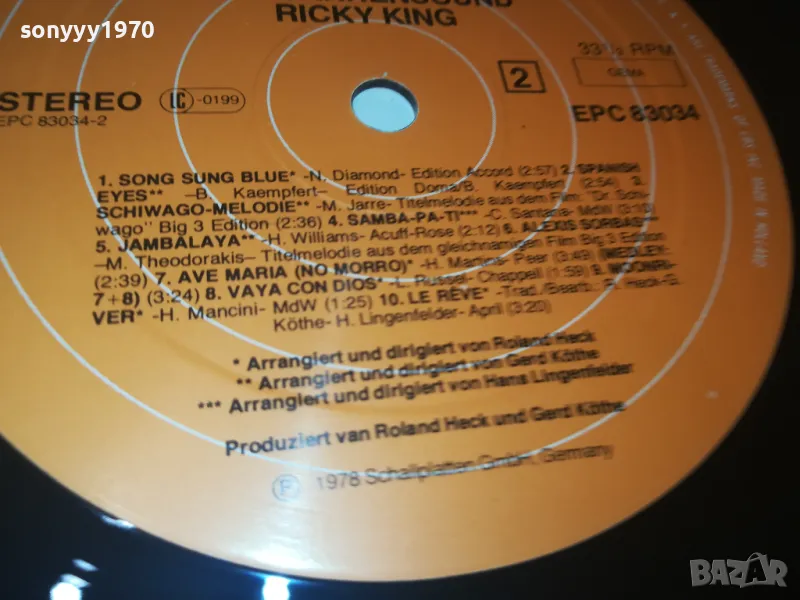 sonyyy1970
RICKY KING
33⅓ RPM
GEMA
STEREO
LC-0199
2
EPC 83034
EPC 83034-2
1. SONG SUNG BLUE* -N. Diamond- Edition Accord (2:57) 2. SPANISH
EYES** -B. Kaempfert- Edition Doma/B. Kaempfert (2:54) 3.
SCHIWAGO-MELODIE** -M. Jarre- Titelmelodie aus dem Film: "Dr. Schi-
wago" Big 3 Edition (2:36) 4. SAMBA-PA-TI*** -C. Santana- MdW (3:10)
5. JAMBALAYA** -H. Williams- Acuff-Rose (2:12) 6. ALEXIS SORBAS**
-M. Theodorakis- Titelmelodie aus dem gleichnamigen Film Big 3 Edition
(2:39) 7. AVE MARIA (NO MORRO)* -H. Martins- Peer (3:49) (MEDLEY-
7+8) (3:24) 8. VAYA CON DIOS* -L. Russel- Chappell (1:59) 9. MOONRI-
VER* -H. Mancini- MdW (1:25) 10. LE RÊVE* -Trad./Bearb.: R. Heck-G.
Köthe- H. Lingenfelder- April (3:20)
* Arrangiert und dirigiert von Roland Heck
** Arrangiert und dirigiert von Gerd Köthe
*** Arrangiert und dirigiert von Hans Lingenfelder
Produziert van Roland Heck und Gerd Köthe
Ⓟ 1978 Schallplatten GmbH, Germany
BAZAR